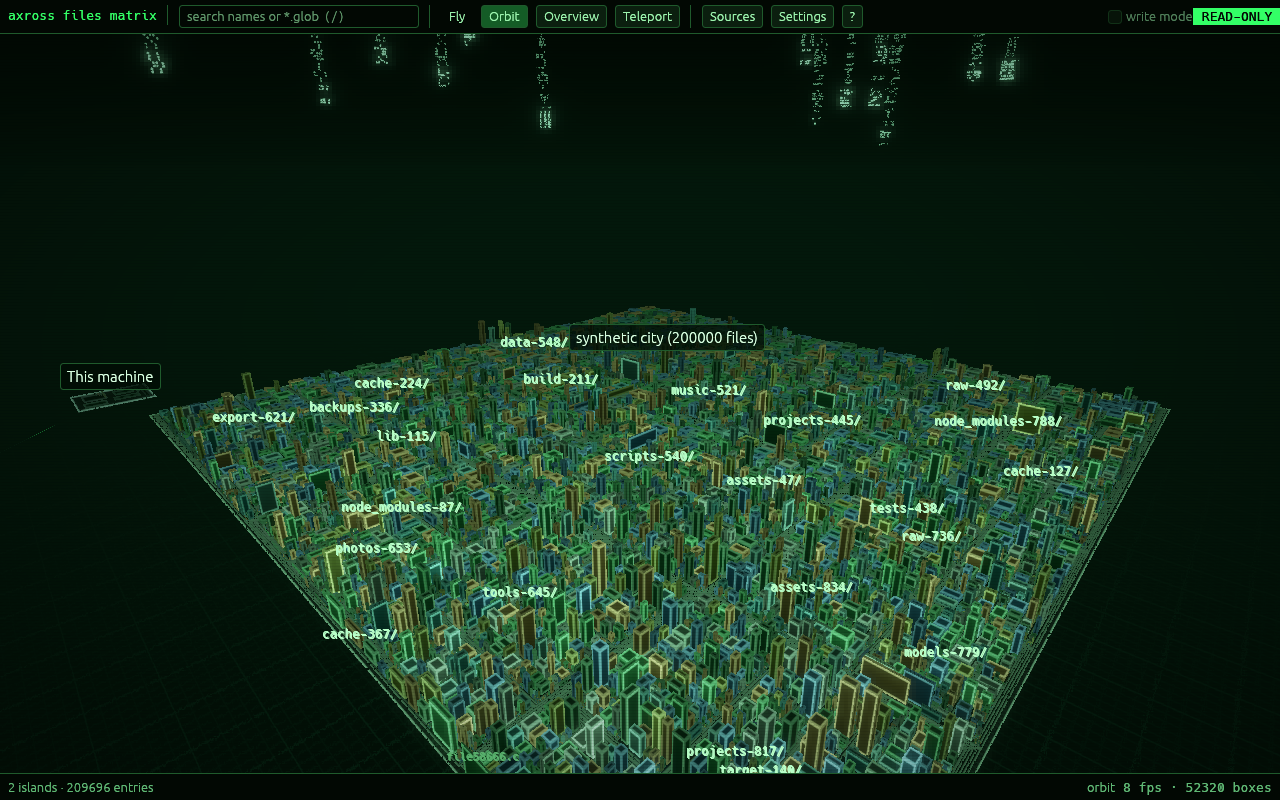 axross files matrix
search names or *.glob (/)
Fly
Orbit
Overview
Teleport
Sources
Settings
?
write mode
READ-ONLY
synthetic city (200000 files)
data-548/
This machine
build-211/
cache-224/
music-521/
raw-492/
backups-336/
export-621/
projects-445/
node_modules-788/
lib-115/
scripts-540/
cache-127/
assets-47/
node_modules-87/
tests-438/
raw-736/
photos-653/
assets-834/
tools-645/
cache-367/
models-779/
projects-817/
target-140/
2 islands · 209696 entries
orbit 8 fps · 52320 boxes